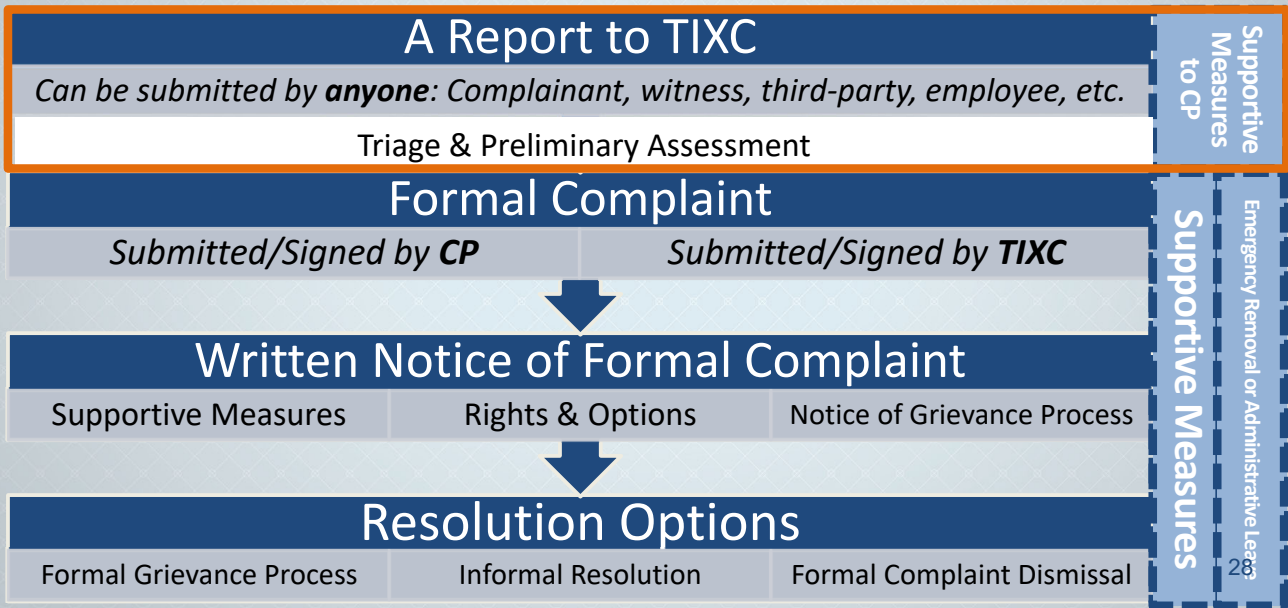 A Report to TIXC
Can be submitted by anyone: Complainant, witness, third-party, employee, etc.
Triage & Preliminary Assessment
Supportive
Measures
to CP
Formal Complaint
Submitted/Signed by CP
Submitted/Signed by TIXC
Written Notice of Formal Complaint
Supportive Measures
Rights & Options
Notice of Grievance Process
Resolution Options
Formal Grievance Process
Informal Resolution
Formal Complaint Dismissal
Supportive Measures
Emergency Removal or Administrative Leave
28